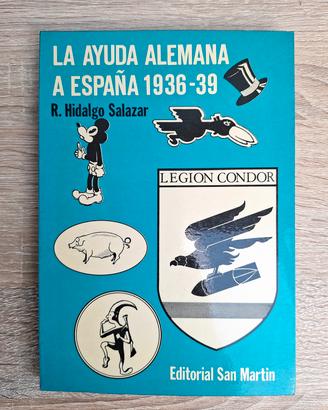 LA AYUDA ALEMANA
A ESPAÑA 1936-39
R. Hidalgo Salazar
LEGION CONDOR
Editorial San Martin